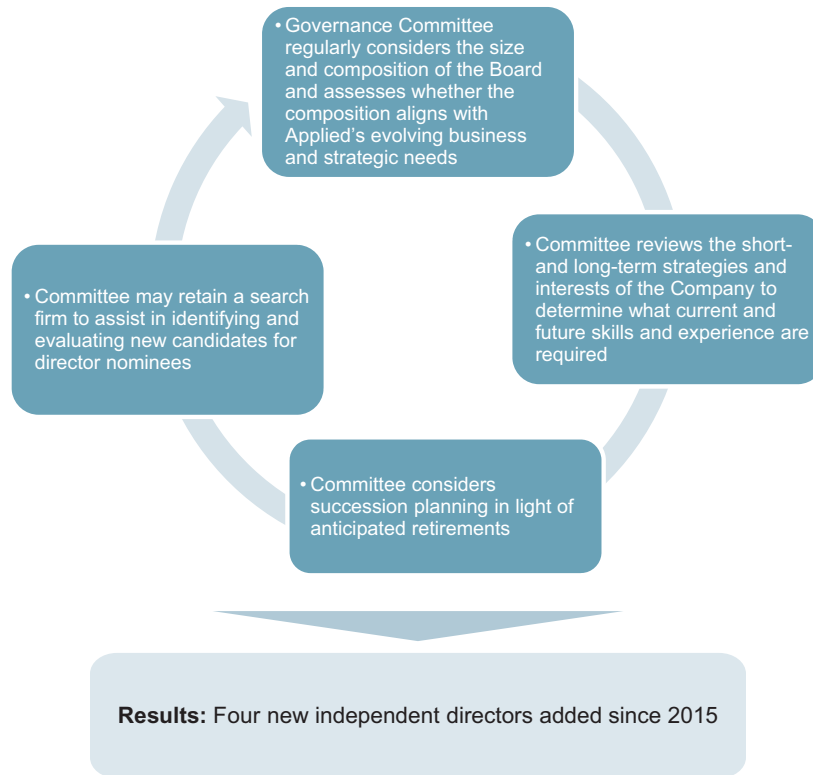 • Governance Committee
regularly considers the size
and composition of the Board
and assesses whether the
composition aligns with
Applied’s evolving business
and strategic needs
• Committee reviews the short-
and long-term strategies and
interests of the Company to
determine what current and
future skills and experience are
required
• Committee considers
succession planning in light of
anticipated retirements
• Committee may retain a search
firm to assist in identifying and
evaluating new candidates for
director nominees
Results: Four new independent directors added since 2015